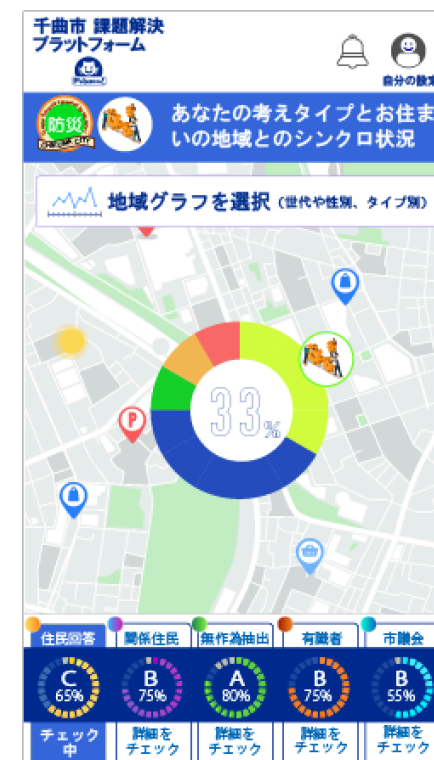 千曲市 課題解決
プラットフォーム
自分の設定
防災
CHIKUMA CITY
あなたの考えタイプとお住ま
いの地域とのシンクロ状況
地域グラフを選択（世代や性別、タイプ別）
33%
P
住民回答
関係住民
無作為抽出
有識者
市議会
C
65%
B
75%
A
80%
B
75%
B
55%
チェック
中
詳細を
チェック
詳細を
チェック
詳細を
チェック
詳細を
チェック